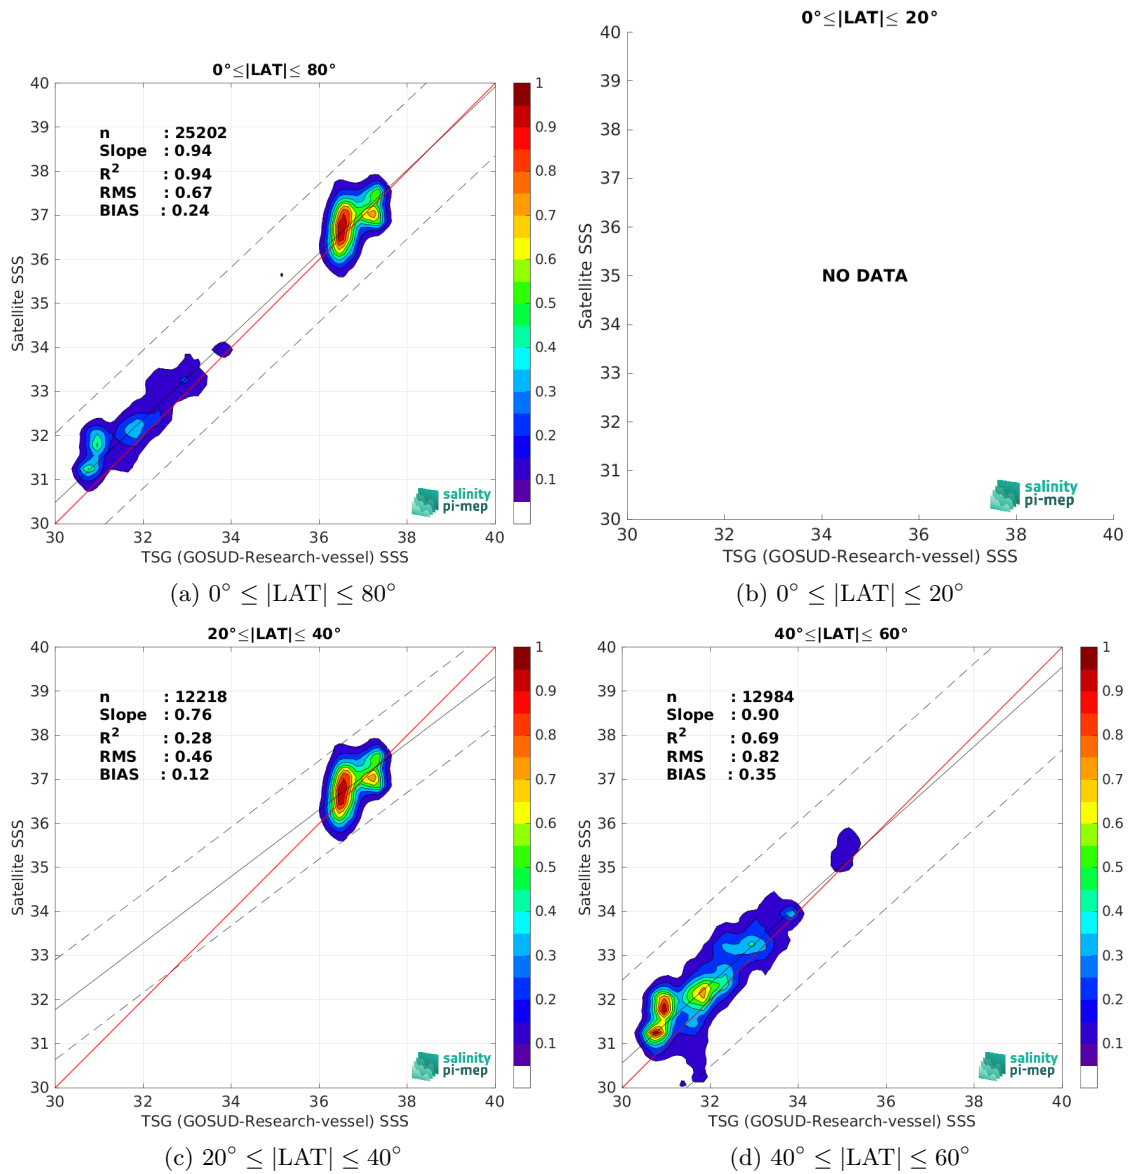 0°≤|LAT|≤ 80°
n : 25202
Slope : 0.94
R² : 0.94
RMS : 0.67
BIAS : 0.24
40
39
38
37
36
35
34
33
32
31
30
Satellite SSS
30 32 34 36 38 40
TSG (GOSUD-Research-vessel) SSS
1
0.9
0.8
0.7
0.6
0.5
0.4
0.3
0.2
0.1
salinity
pi-mep
(a) 0° ≤ |LAT| ≤ 80°
0°≤|LAT|≤ 20°
40
39
38
37
36
35
34
33
32
31
30
Satellite SSS
NO DATA
30 32 34 36 38 40
TSG (GOSUD-Research-vessel) SSS
salinity
pi-mep
(b) 0° ≤ |LAT| ≤ 20°
20°≤|LAT|≤ 40°
n : 12218
Slope : 0.76
R² : 0.28
RMS : 0.46
BIAS : 0.12
40
39
38
37
36
35
34
33
32
31
30
Satellite SSS
30 32 34 36 38 40
TSG (GOSUD-Research-vessel) SSS
1
0.9
0.8
0.7
0.6
0.5
0.4
0.3
0.2
0.1
salinity
pi-mep
(c) 20° ≤ |LAT| ≤ 40°
40°≤|LAT|≤ 60°
n : 12984
Slope : 0.90
R² : 0.69
RMS : 0.82
BIAS : 0.35
40
39
38
37
36
35
34
33
32
31
30
Satellite SSS
30 32 34 36 38 40
TSG (GOSUD-Research-vessel) SSS
1
0.9
0.8
0.7
0.6
0.5
0.4
0.3
0.2
0.1
salinity
pi-mep
(d) 40° ≤ |LAT| ≤ 60°